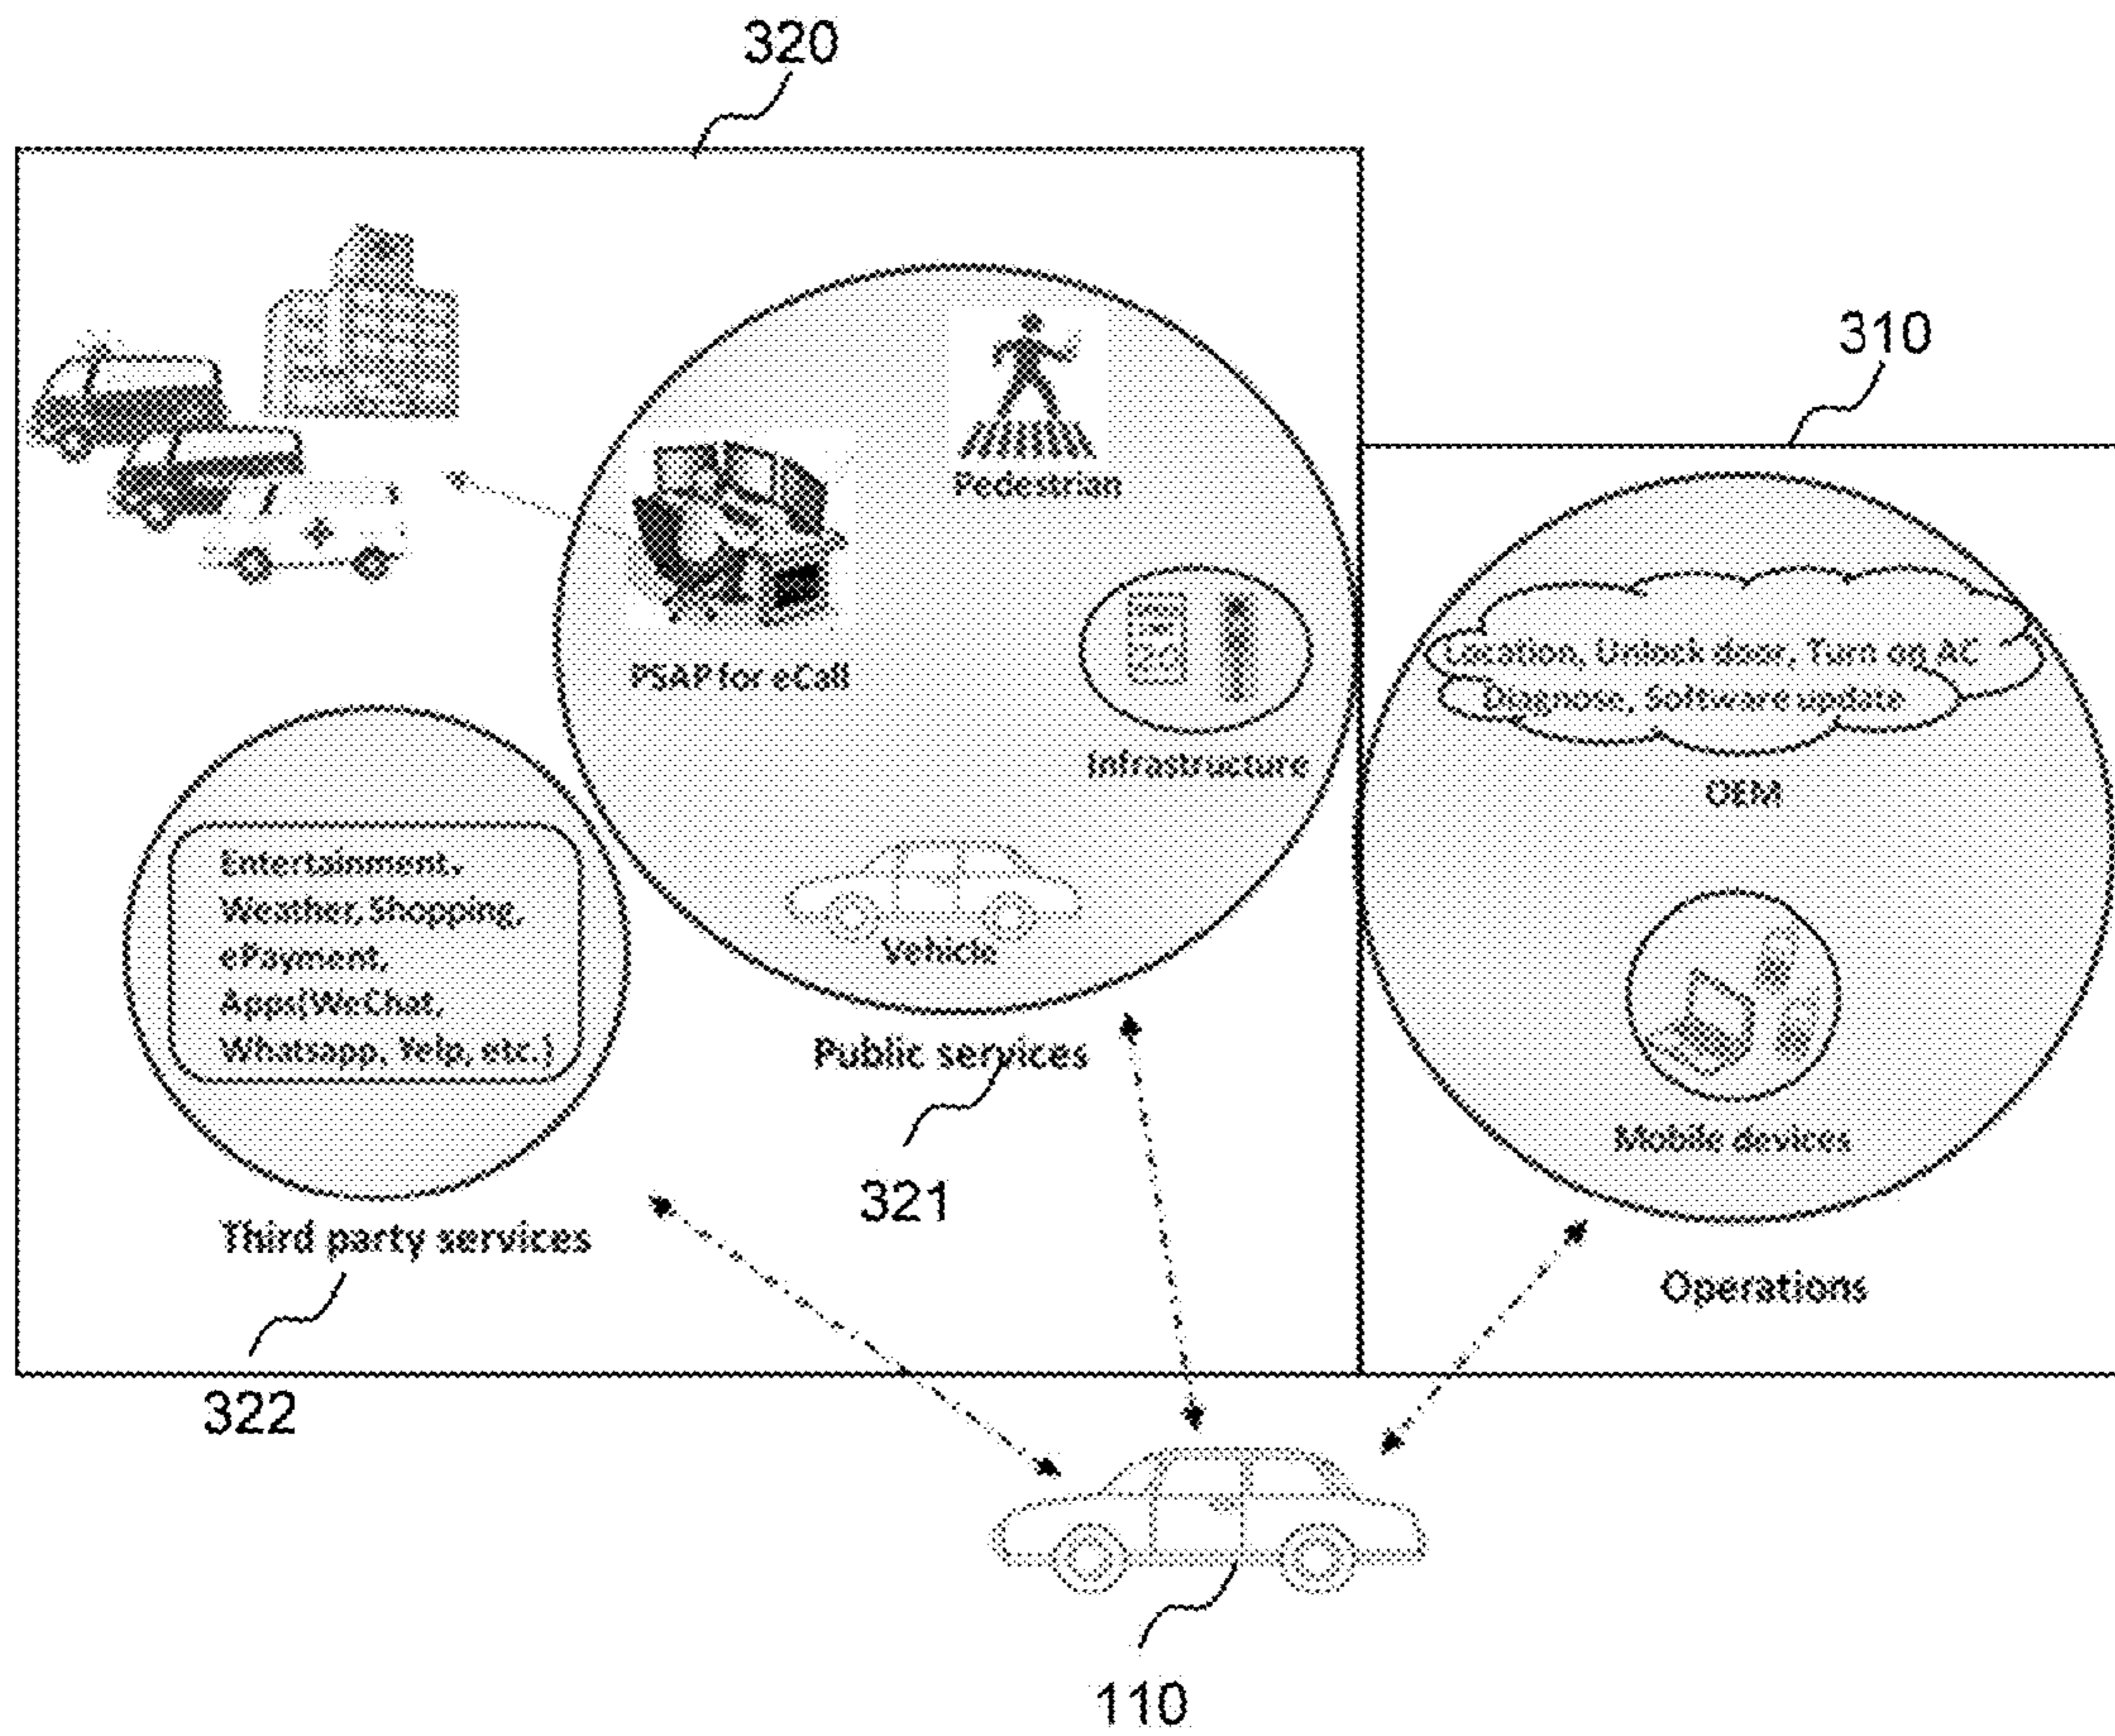 320
310
Pedestrian
PSAP for eCall
Infrastructure
Vehicle
Location, Unlock door, Turn on AC
Diagnose, Software update
OEM
Mobile devices
Entertainment,
Weather, Shopping,
ePayment,
Apps(WeChat,
Whatsapp, Yelp, etc.)
Public services
321
Third party services
322
Operations
110